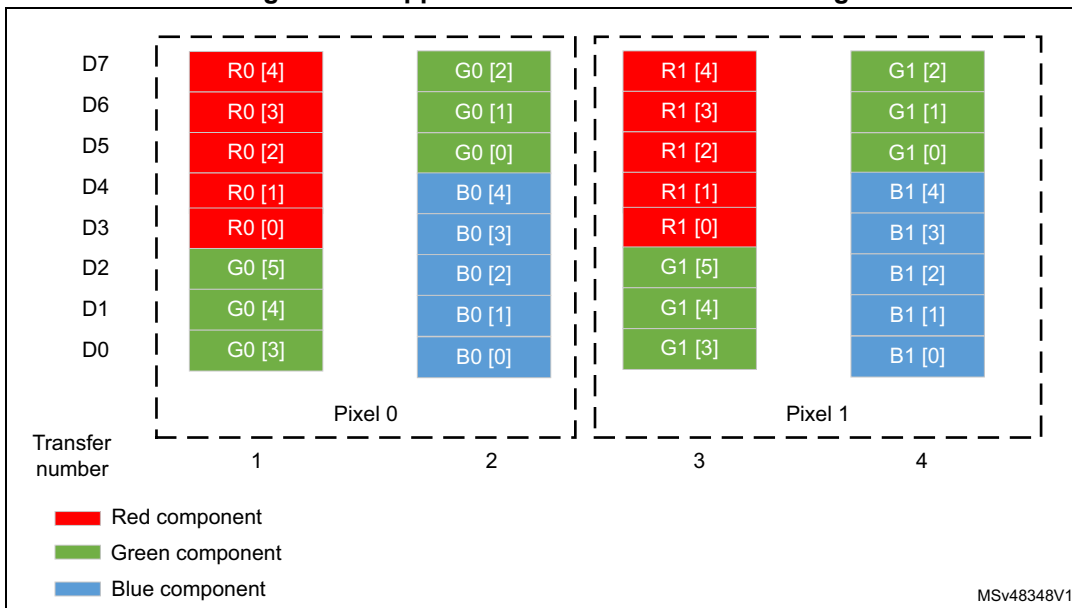 D7 R0 [4] G0 [2] R1 [4] G1 [2]
D6 R0 [3] G0 [1] R1 [3] G1 [1]
D5 R0 [2] G0 [0] R1 [2] G1 [0]
D4 R0 [1] B0 [4] R1 [1] B1 [4]
D3 R0 [0] B0 [3] R1 [0] B1 [3]
D2 G0 [5] B0 [2] G1 [5] B1 [2]
D1 G0 [4] B0 [1] G1 [4] B1 [1]
D0 G0 [3] B0 [0] G1 [3] B1 [0]
Pixel 0 Pixel 1
Transfer
number 1 2 3 4
Red component
Green component
Blue component
MSv48348V1